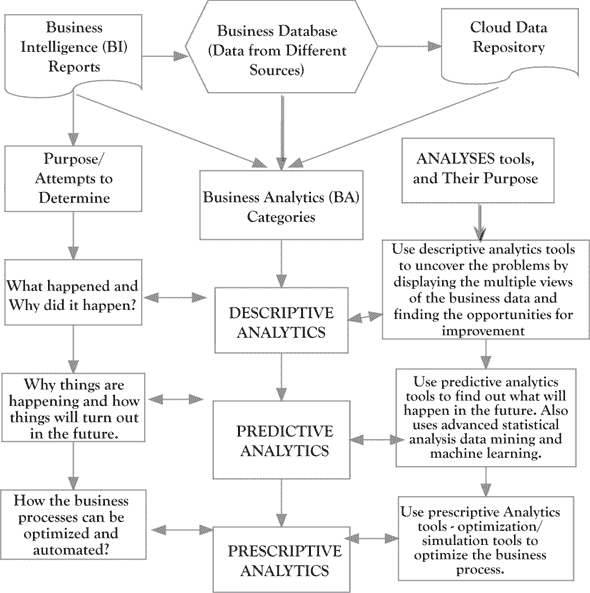 Business
Intelligence (BI)
Reports
Business Database
(Data from Different
Sources)
Cloud Data
Repository
Purpose/
Attempts to
Determine
Business Analytics (BA)
Categories
ANALYSES tools,
and Their Purpose
What happened and
Why did it happen?
DESCRIPTIVE
ANALYTICS
Use descriptive analytics tools
to uncover the problems by
displaying the multiple views
of the business data and
finding the opportunities for
improvement
Why things are
happening and how
things will turn out
in the future.
PREDICTIVE
ANALYTICS
Use predictive analytics
tools to find out what will
happen in the future. Also
uses advanced statistical
analysis data mining and
machine learning.
How the business
processes can be
optimized and
automated?
PRESCRIPTIVE
ANALYTICS
Use prescriptive Analytics
tools - optimization/
simulation tools to
optimize the business
process.